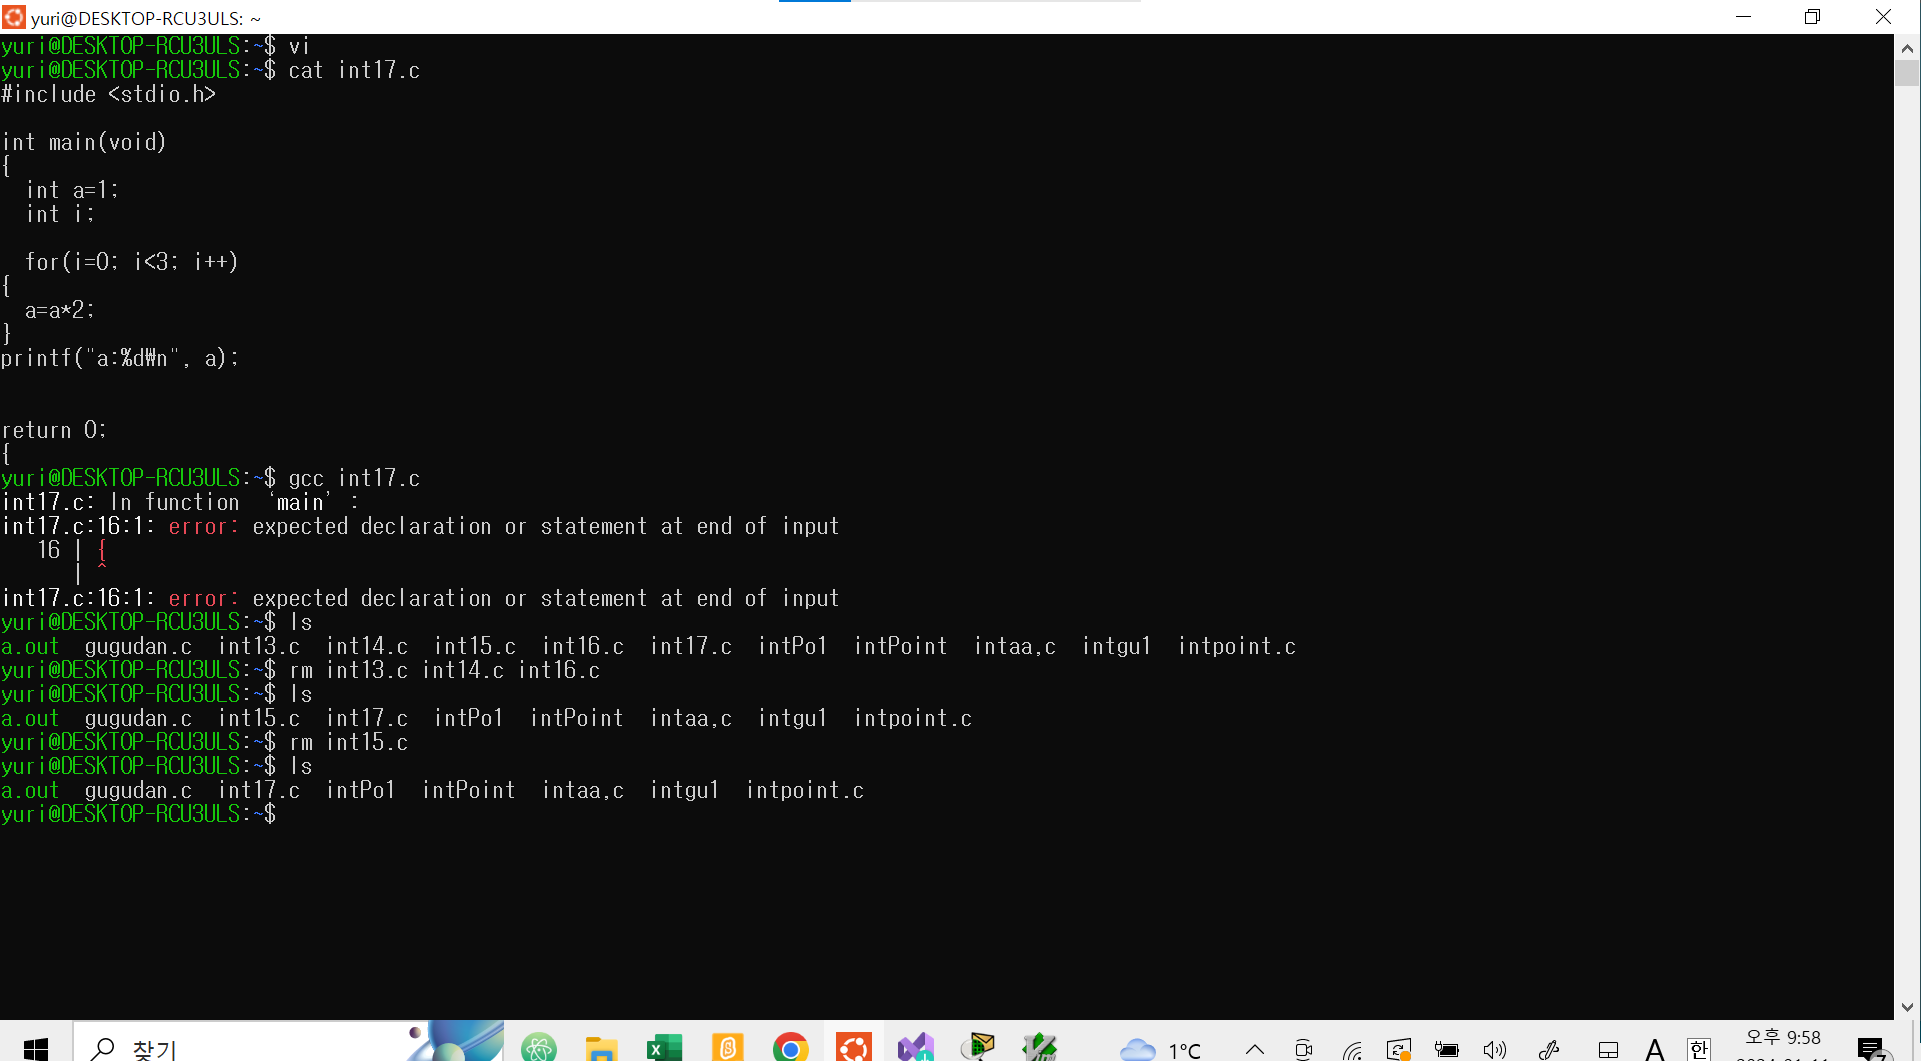 yuri@DESKTOP-RCU3ULS: ~
yuri@DESKTOP-RCU3ULS:~$ vi
yuri@DESKTOP-RCU3ULS:~$ cat int17.c
#include <stdio.h>
int main(void)
{
  int a=1;
  int i;
  for(i=0; i<3; i++)
{
  a=a*2;
}
printf("a:%d₩n", a);
return 0;
{
yuri@DESKTOP-RCU3ULS:~$ gcc int17.c
int17.c: In function ‘main’:
int17.c:16:1: error: expected declaration or statement at end of input
   16 | {
      | ^
int17.c:16:1: error: expected declaration or statement at end of input
yuri@DESKTOP-RCU3ULS:~$ ls
a.out  gugudan.c  int13.c  int14.c  int15.c  int16.c  int17.c  intPo1  intPoint  intaa,c  intgu1  intpoint.c
yuri@DESKTOP-RCU3ULS:~$ rm int13.c int14.c int16.c
yuri@DESKTOP-RCU3ULS:~$ ls
a.out  gugudan.c  int15.c  int17.c  intPo1  intPoint  intaa,c  intgu1  intpoint.c
yuri@DESKTOP-RCU3ULS:~$ rm int15.c
yuri@DESKTOP-RCU3ULS:~$ ls
a.out  gugudan.c  int17.c  intPo1  intPoint  intaa,c  intgu1  intpoint.c
yuri@DESKTOP-RCU3ULS:~$
찾기
1°C
A
한
오후 9:58